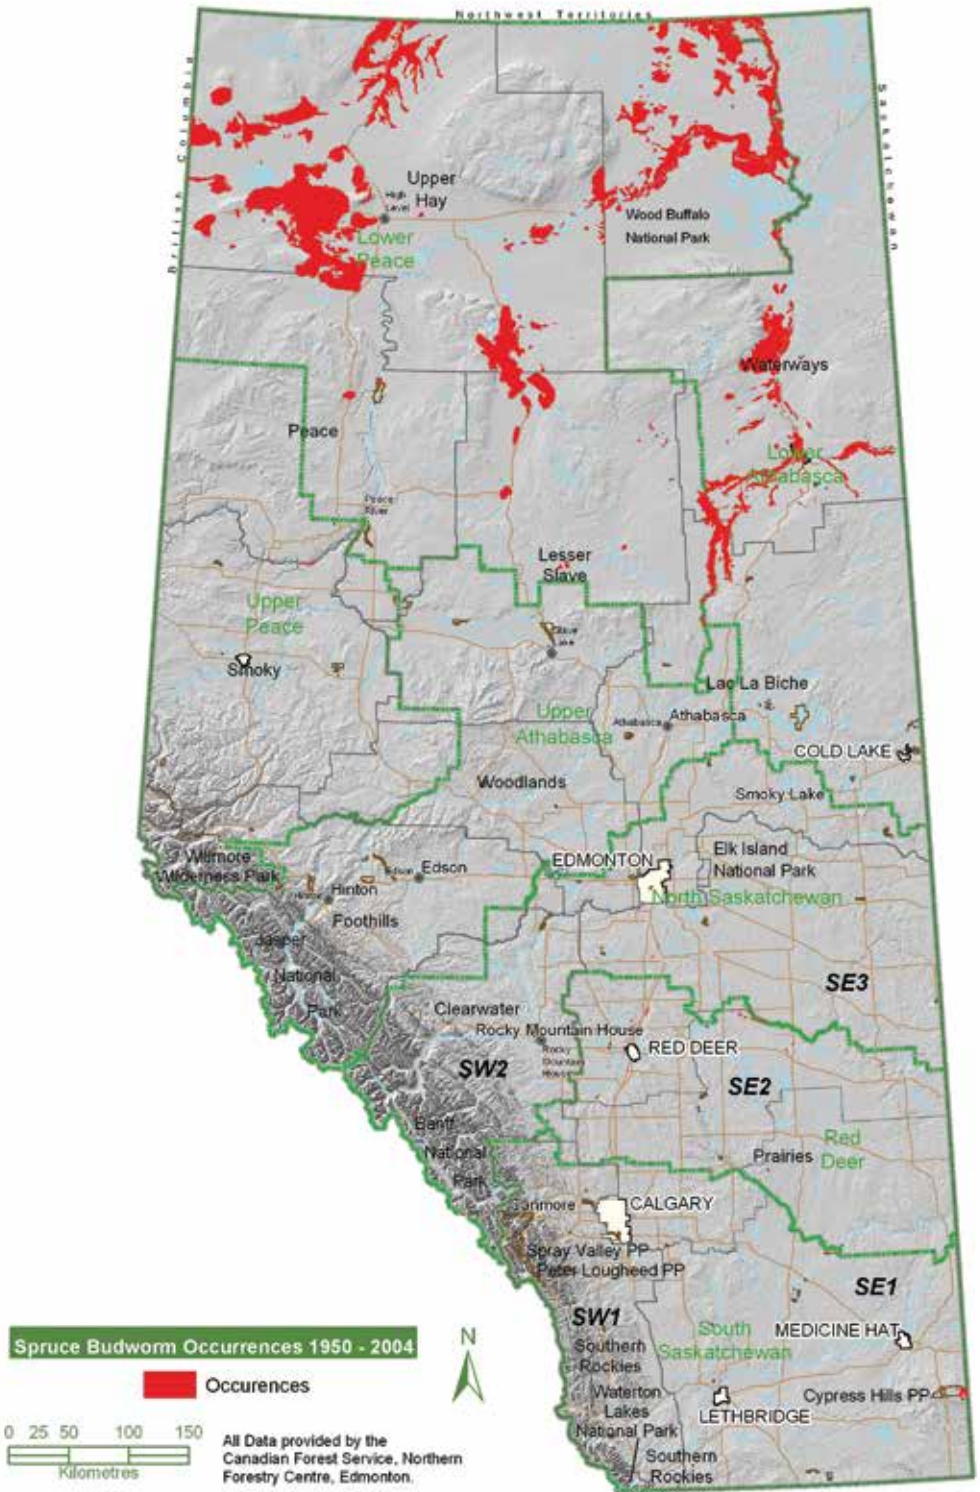 Northwest Territories
British Columbia
Saskatchewan
High
Level
Upper
Hay
Lower
Peace
Wood Buffalo
National Park
Waterways
Peace
Lower
Athabasca
Peace
River
Lesser
Slave
Upper
Peace
Slave
Lake
Smoky
Lac La Biche
Upper
Athabasca
Athabasca
Athabasca
COLD LAKE
Woodlands
Smoky Lake
Willmore
Wilderness Park
EDMONTON
Elk Island
National Park
Edson
Edson
Hinton
Hinton
North Saskatchewan
Foothills
Jasper
National
Park
SE3
Clearwater
Rocky Mountain House
Rocky
Mountain
House
RED DEER
SW2
SE2
Banff
National
Park
Prairies
Red
Deer
Canmore
CALGARY
Spray Valley PP
Peter Lougheed PP
SE1
SW1
South
Saskatchewan
MEDICINE HAT
Southern
Rockies
Waterton
Lakes
National Park
Cypress Hills PP
LETHBRIDGE
Southern
Rockies
Spruce Budworm Occurrences 1950 - 2004
N
Occurences
0 25 50 100 150
Kilometres
All Data provided by the
Canadian Forest Service, Northern
Forestry Centre, Edmonton.